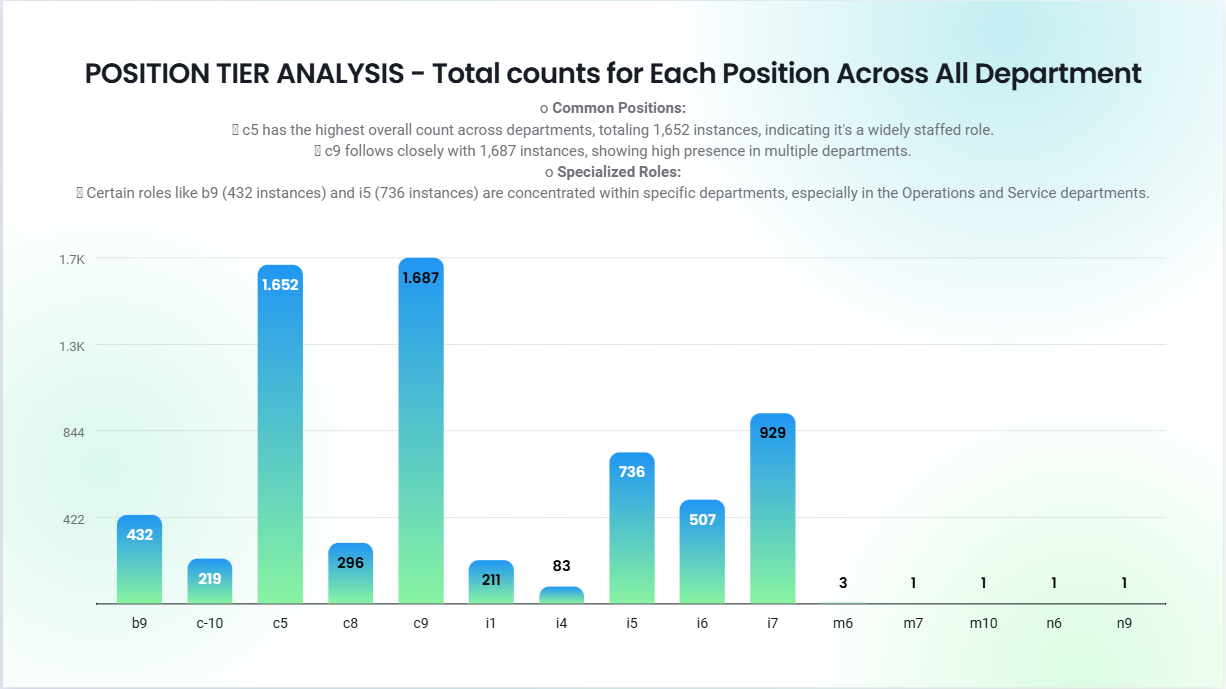 POSITION TIER ANALYSIS - Total counts for Each Position Across All Department
o Common Positions:
c5 has the highest overall count across departments, totaling 1,652 instances, indicating it's a widely staffed role.
c9 follows closely with 1,687 instances, showing high presence in multiple departments.
o Specialized Roles:
Certain roles like b9 (432 instances) and i5 (736 instances) are concentrated within specific departments, especially in the Operations and Service departments.
1.7K
1.3K
844
422
432
219
1.652
296
1.687
211
83
736
507
929
3
1
1
1
1
b9
c-10
c5
c8
c9
i1
i4
i5
i6
i7
m6
m7
m10
n6
n9